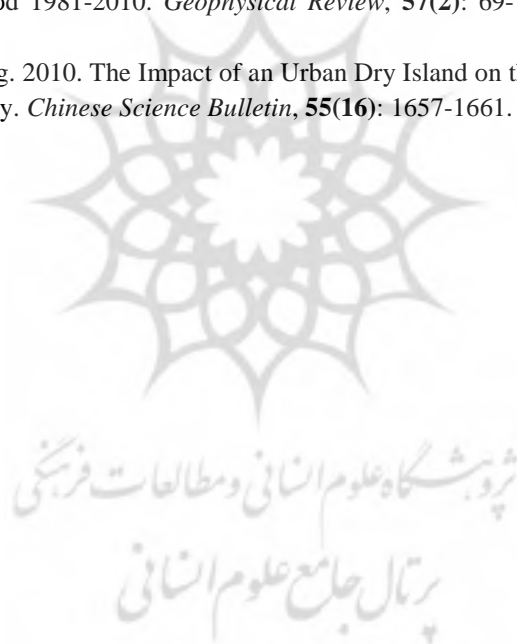 od 1981-2010. Geophysical Review, 57(2): 69-
g. 2010. The Impact of an Urban Dry Island on th
y. Chinese Science Bulletin, 55(16): 1657-1661.
پژوهشگاه علوم انسانی و مطالعات فرهنگی
پرتال جامع علوم انسانی